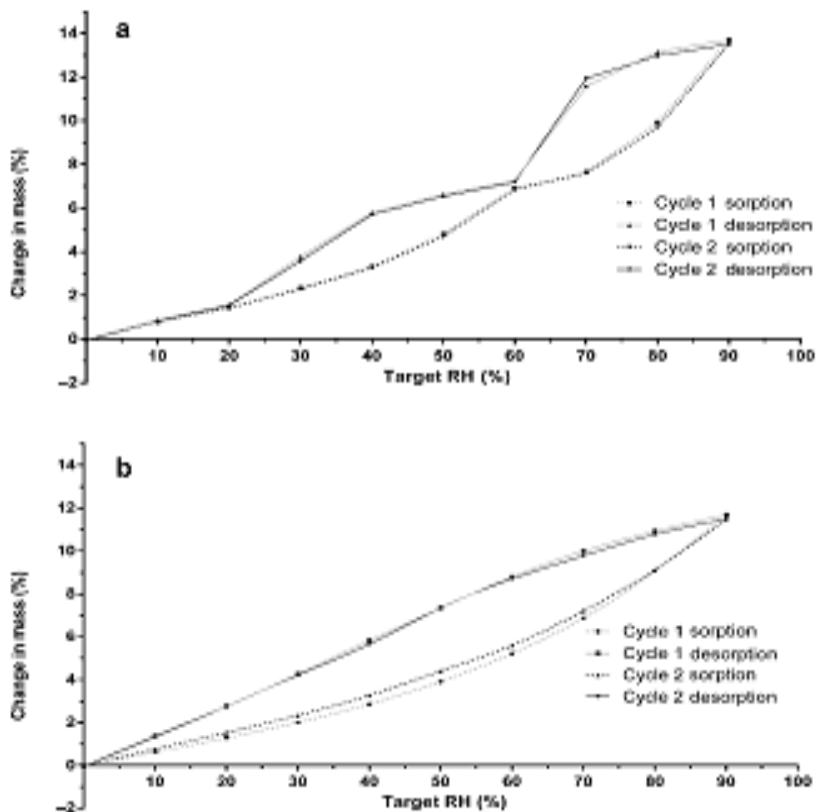 a
14
12
10
8
6
4
2
0
–2
Change in mass (%)
Cycle 1 sorption
Cycle 1 desorption
Cycle 2 sorption
Cycle 2 desorption
10 20 30 40 50 60 70 80 90 100
Target RH (%)
b
14
12
10
8
6
4
2
0
–2
Change in mass (%)
Cycle 1 sorption
Cycle 1 desorption
Cycle 2 sorption
Cycle 2 desorption
10 20 30 40 50 60 70 80 90 100
Target RH (%)